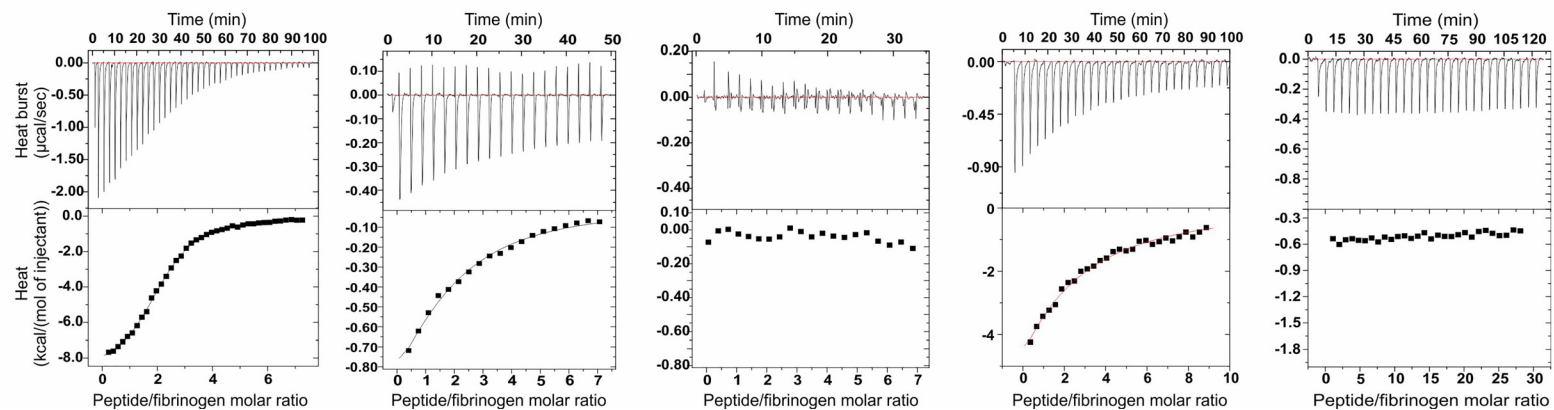 Time (min)
0 10 20 30 40 50 60 70 80 90 100
0.00
-0.50
-1.00
-1.50
-2.00
Heat burst
(µcal/sec)
0.0
-2.0
-4.0
-6.0
-8.0
Heat
(kcal/(mol of injectant))
0 2 4 6
Peptide/fibrinogen molar ratio
Time (min)
0 10 20 30 40 50
0.10
0.00
-0.10
-0.20
-0.30
-0.40
-0.10
-0.20
-0.30
-0.40
-0.50
-0.60
-0.70
-0.80
0 1 2 3 4 5 6 7
Peptide/fibrinogen molar ratio
Time (min)
0 10 20 30
0.20
0.00
-0.20
-0.40
0.10
0.00
-0.20
-0.40
-0.60
-0.80
0 1 2 3 4 5 6 7
Peptide/fibrinogen molar ratio
Time (min)
0 10 20 30 40 50 60 70 80 90 100
0.00
-0.45
-0.90
0
-2
-4
0 2 4 6 8 10
Peptide/fibrinogen molar ratio
Time (min)
0 15 30 45 60 75 90 105 120
0.0
-0.2
-0.4
-0.6
-0.8
-0.3
-0.6
-0.9
-1.2
-1.5
-1.8
0 5 10 15 20 25 30
Peptide/fibrinogen molar ratio